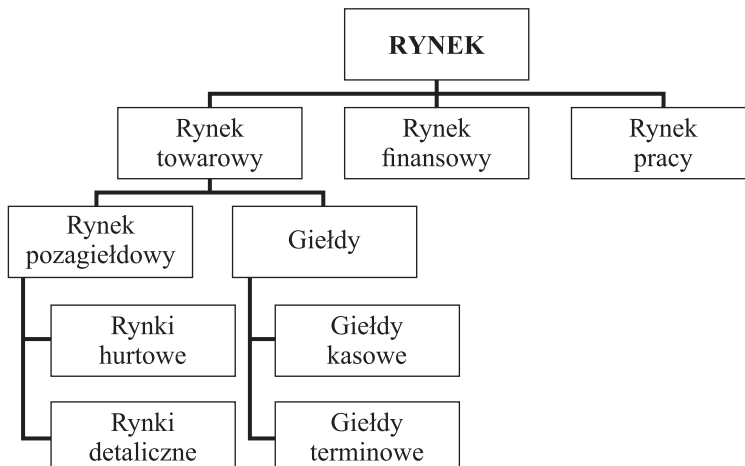 RYNEK
Rynek
towarowy
Rynek
finansowy
Rynek
pracy
Rynek
pozagiełdowy
Giełdy
Rynki
hurtowe
Giełdy
kasowe
Rynki
detaliczne
Giełdy
terminowe